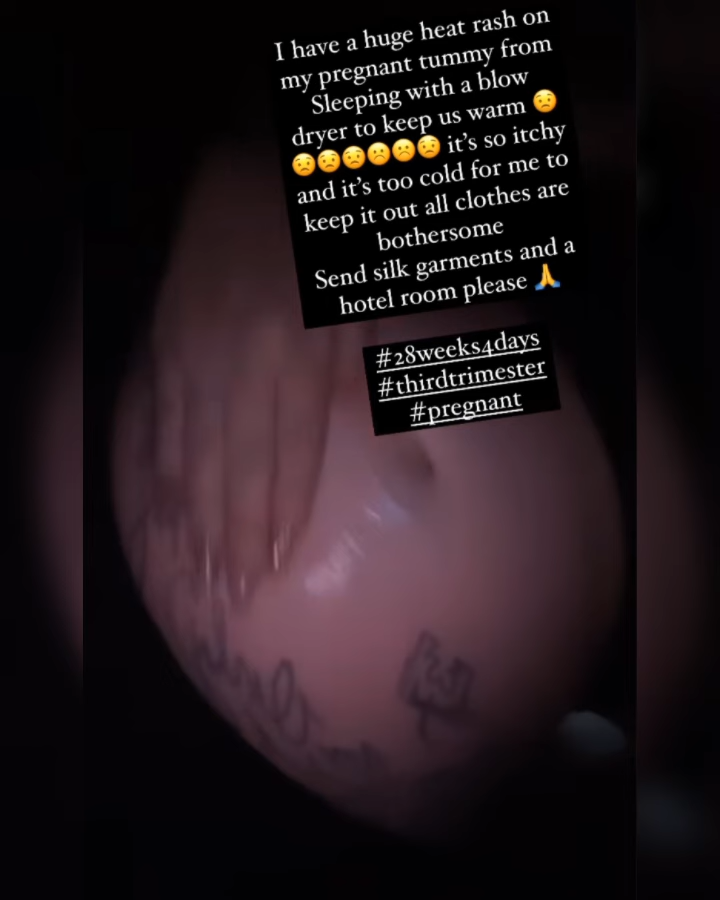 I have a huge heat rash on
my pregnant tummy from
Sleeping with a blow
dryer to keep us warm 😟
😟😟😟☹️☹️😟 it's so itchy
and it's too cold for me to
keep it out all clothes are
bothersome
Send silk garments and a
hotel room please 🙏
#28weeks4days
#thirdtrimester
#pregnant